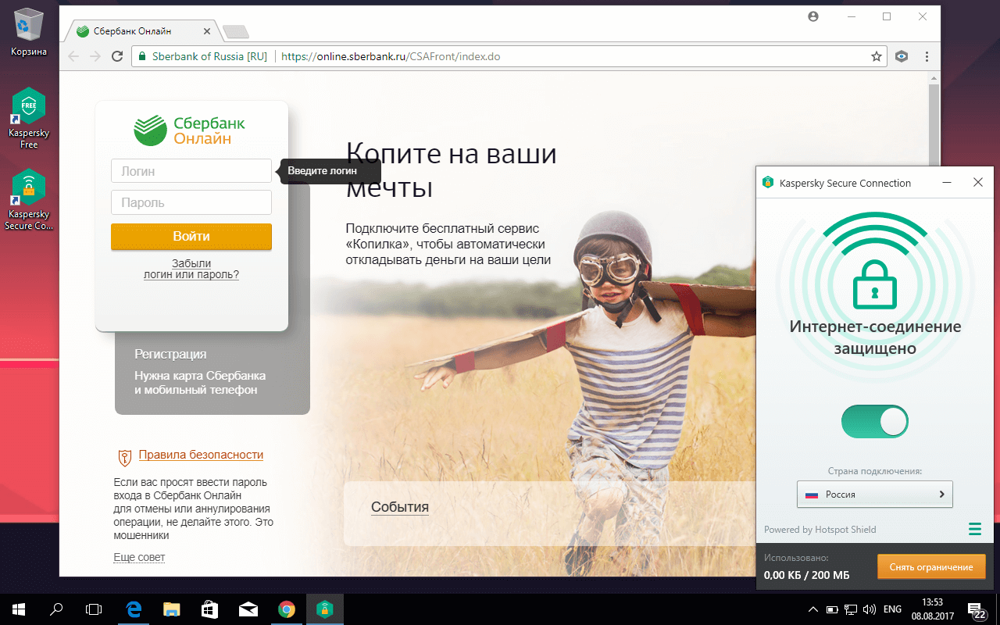 Корзина
Kaspersky
Free
Kaspersky
Secure Co...
Сбербанк Онлайн
Sberbank of Russia [RU]
https://online.sberbank.ru/CSAFront/index.do
Сбербанк
Онлайн
Логин
Введите логин
Пароль
Войти
Забыли
логин или пароль?
Регистрация
Нужна карта Сбербанка
и мобильный телефон
Правила безопасности
Если вас просят ввести пароль
входа в Сбербанк Онлайн
для отмены или аннулирования
операции, не делайте этого. Это
мошенники
Еще совет
Копите на ваши
мечты
Подключите бесплатный сервис
«Копилка», чтобы автоматически
откладывать деньги на ваши цели
События
Kaspersky Secure Connection
Интернет-соединение
защищено
Страна подключения:
Россия
Powered by Hotspot Shield
Использовано:
0,00 КБ / 200 МБ
Снять ограничение
ENG
13:53
08.08.2017
22
FREE